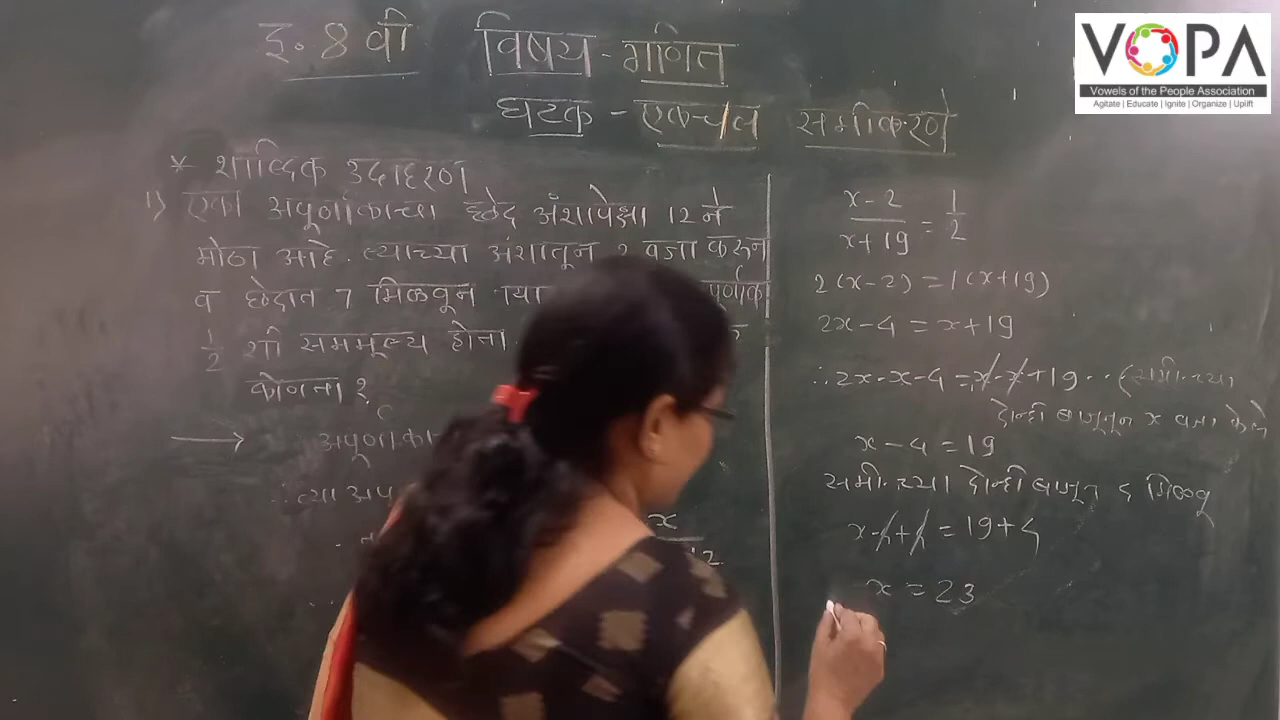 इ. 8 वी विषय - गणित
घटक - एकचल समीकरणे
* शाब्दिक उदाहरण
1) एका अपूर्णांकाचा छेद अंशापेक्षा 12 ने
मोठा आहे. त्याच्या अंशातून 2 वजा करून
व छेदात 7 मिळवून
1/2 शी सममूल्य होतो.
कोणता?
→ अपूर्णांका
∴ त्या अपू
x
12
(x-2)/(x+19) = 1/2
2(x-2) = 1(x+19)
2x-4 = x+19
∴ 2x-x-4 = x-x+19 .. (समी.च्या
दोन्ही बाजूतून x वजा केले
x-4 = 19
समी.च्या दोन्ही बाजूत 4 मिळवू
x-4+4 = 19+4
x = 23
VOPA
Vowels of the People Association
Agitate | Educate | Ignite | Organize | Uplift